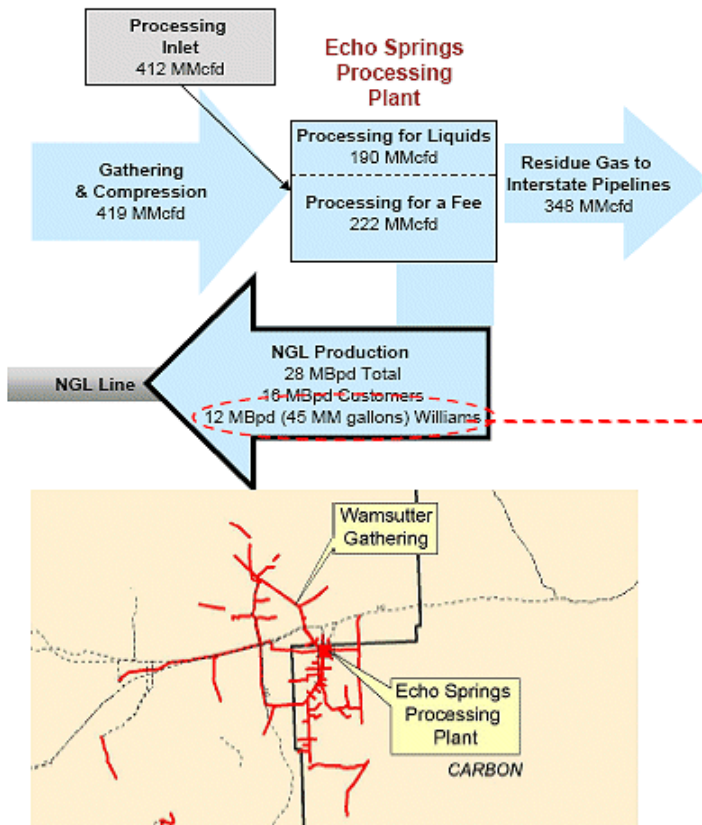 Processing
Inlet
412 MMcfd
Echo Springs
Processing
Plant
Gathering
& Compression
419 MMcfd
Processing for Liquids
190 MMcfd
Processing for a Fee
222 MMcfd
Residue Gas to
Interstate Pipelines
348 MMcfd
NGL Line
NGL Production
28 MBpd Total
16 MBpd Customers
12 MBpd (45 MM gallons) Williams
Wamsutter
Gathering
Echo Springs
Processing
Plant
CARBON